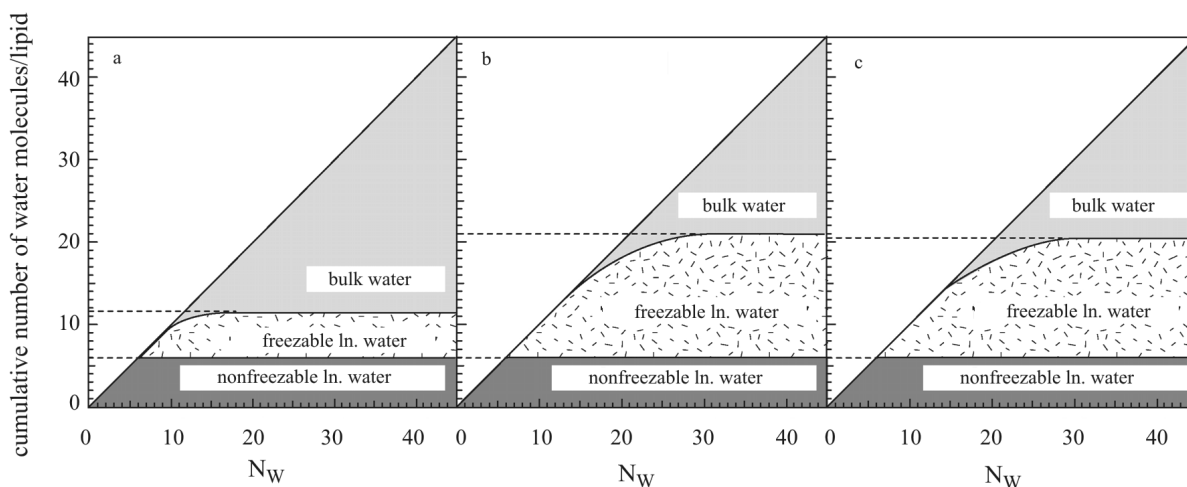 cumulative number of water molecules/lipid
a
b
c
40
30
20
10
0
bulk water
bulk water
bulk water
freezable ln. water
freezable ln. water
freezable ln. water
nonfreezable ln. water
nonfreezable ln. water
nonfreezable ln. water
0 10 20 30 40 0 10 20 30 40 0 10 20 30 40
N_W N_W N_W